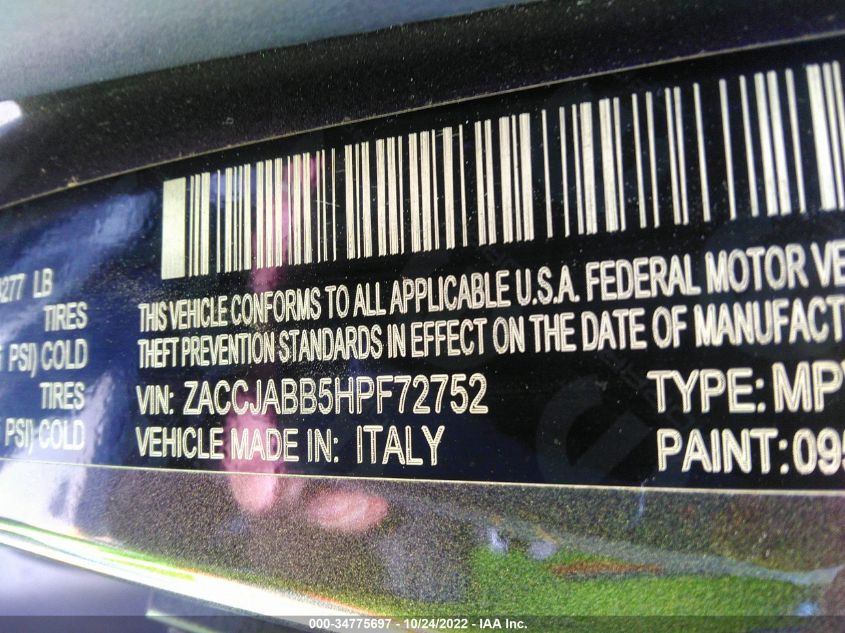 277 LB
TIRES
PSI) COLD
TIRES
PSI) COLD
THIS VEHICLE CONFORMS TO ALL APPLICABLE U.S.A. FEDERAL MOTOR VE
THEFT PREVENTION STANDARDS IN EFFECT ON THE DATE OF MANUFACT
VIN: ZACCJABB5HPF72752 TYPE: MP
VEHICLE MADE IN: ITALY PAINT: 095
000-34775697 - 10/24/2022 - IAA Inc.